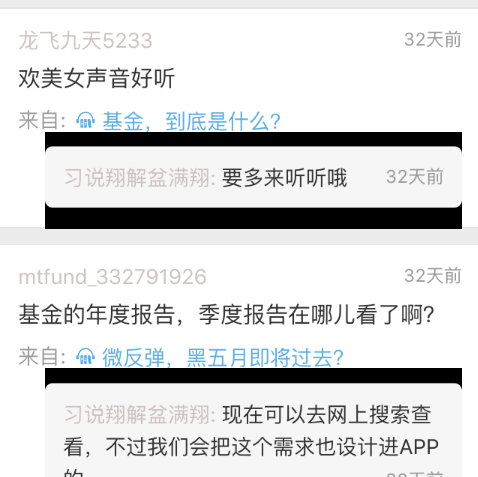 龙飞九天5233 32天前
欢美女声音好听
来自: 基金，到底是什么?
习说翔解盆满翔: 要多来听听哦 32天前
mtfund_332791926 32天前
基金的年度报告，季度报告在哪儿看了啊?
来自: 微反弹，黑五月即将过去?
习说翔解盆满翔: 现在可以去网上搜索查
看，不过我们会把这个需求也设计进APP
的 32天前